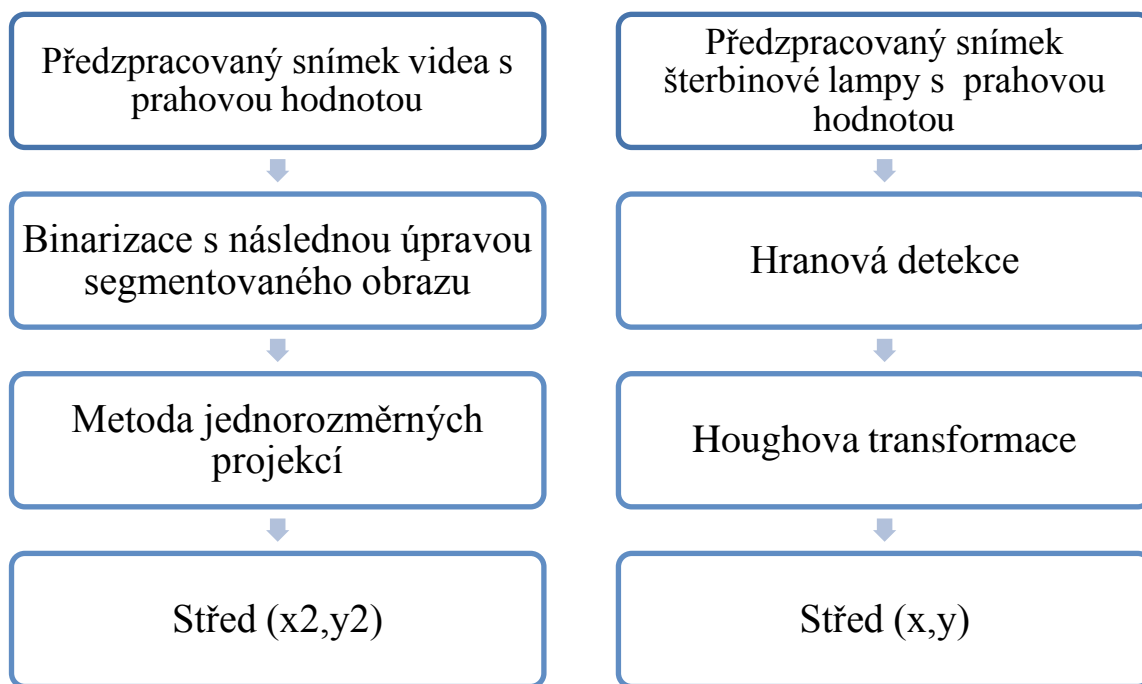 Předzpracovaný snímek videa s
prahovou hodnotou
Binarizace s následnou úpravou
segmentovaného obrazu
Metoda jednorozměrných
projekcí
Střed (x2,y2)
Předzpracovaný snímek
šterbinové lampy s prahovou
hodnotou
Hranová detekce
Houghova transformace
Střed (x,y)